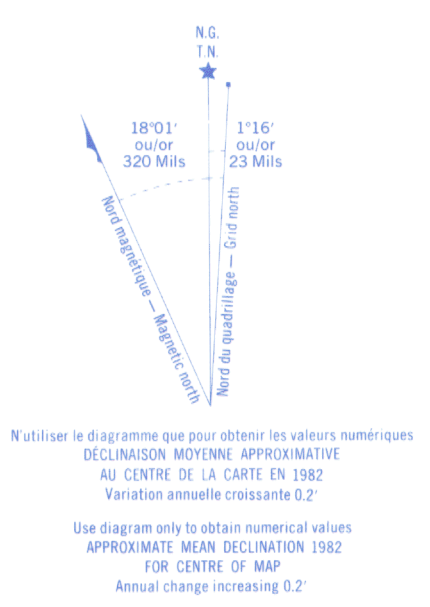 N.G.
T.N.
18°01′
ou/or
320 Mils
1°16′
ou/or
23 Mils
Nord magnétique — Magnetic north
Nord du quadrillage — Grid north
N'utiliser le diagramme que pour obtenir les valeurs numériques
DÉCLINAISON MOYENNE APPROXIMATIVE
AU CENTRE DE LA CARTE EN 1982
Variation annuelle croissante 0.2′
Use diagram only to obtain numerical values
APPROXIMATE MEAN DECLINATION 1982
FOR CENTRE OF MAP
Annual change increasing 0.2′